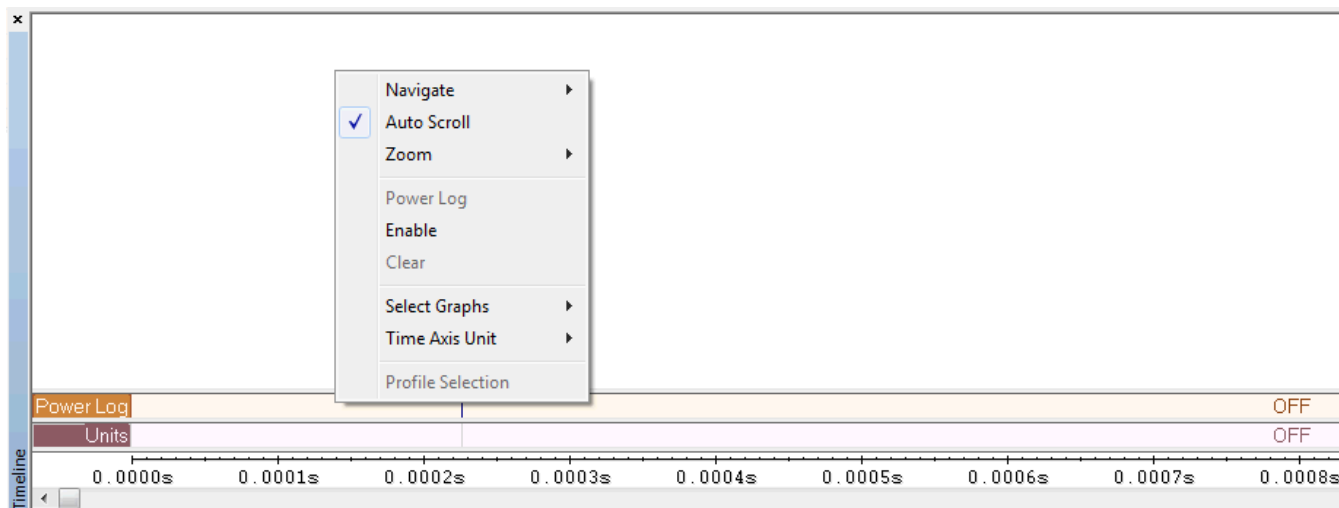 Navigate
Auto Scroll
Zoom
Power Log
Enable
Clear
Select Graphs
Time Axis Unit
Profile Selection
Power Log OFF
Units OFF
Timeline
0.0000s 0.0001s 0.0002s 0.0003s 0.0004s 0.0005s 0.0006s 0.0007s 0.0008s